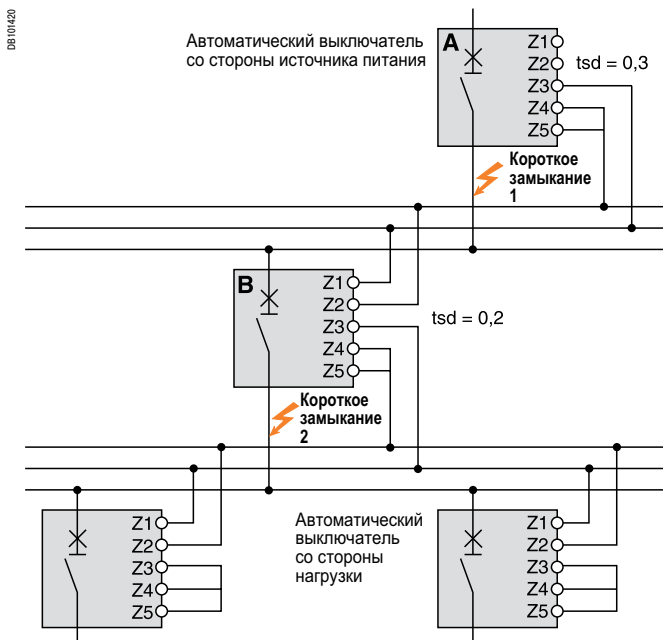 DB101420
Автоматический выключатель
со стороны источника питания
A
Z1
Z2
Z3
Z4
Z5
tsd = 0,3
Короткое
замыкание
1
B
Z1
Z2
Z3
Z4
Z5
tsd = 0,2
Короткое
замыкание
2
Z1
Z2
Z3
Z4
Z5
Автоматический
выключатель
со стороны
нагрузки
Z1
Z2
Z3
Z4
Z5